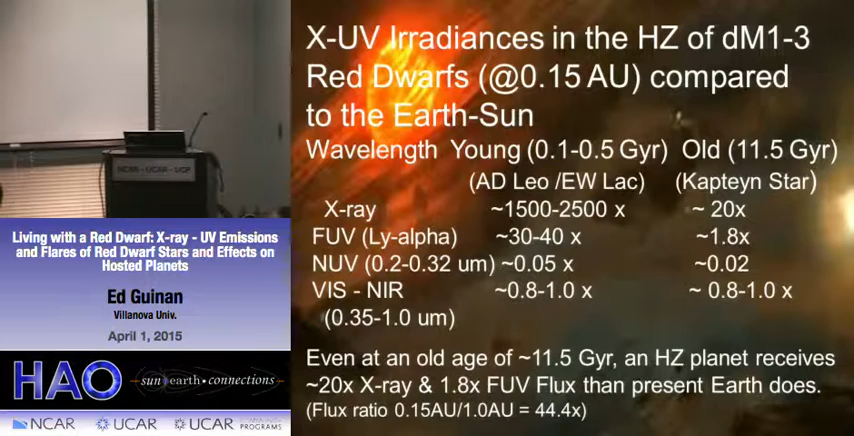 X-UV Irradiances in the HZ of dM1-3
Red Dwarfs (@0.15 AU) compared
to the Earth-Sun
Wavelength Young (0.1-0.5 Gyr) Old (11.5 Gyr)
(AD Leo /EW Lac) (Kapteyn Star)
X-ray ~1500-2500 x ~ 20x
FUV (Ly-alpha) ~30-40 x ~1.8x
NUV (0.2-0.32 um) ~0.05 x ~0.02
VIS - NIR ~0.8-1.0 x ~ 0.8-1.0 x
(0.35-1.0 um)
Even at an old age of ~11.5 Gyr, an HZ planet receives
~20x X-ray & 1.8x FUV Flux than present Earth does.
(Flux ratio 0.15AU/1.0AU = 44.4x)
NCAR - UCAR - UCP
Living with a Red Dwarf: X-ray - UV Emissions
and Flares of Red Dwarf Stars and Effects on
Hosted Planets
Ed Guinan
Villanova Univ.
April 1, 2015
HAO sun earth connections
NCAR UCAR UCAR
PROGRAMS